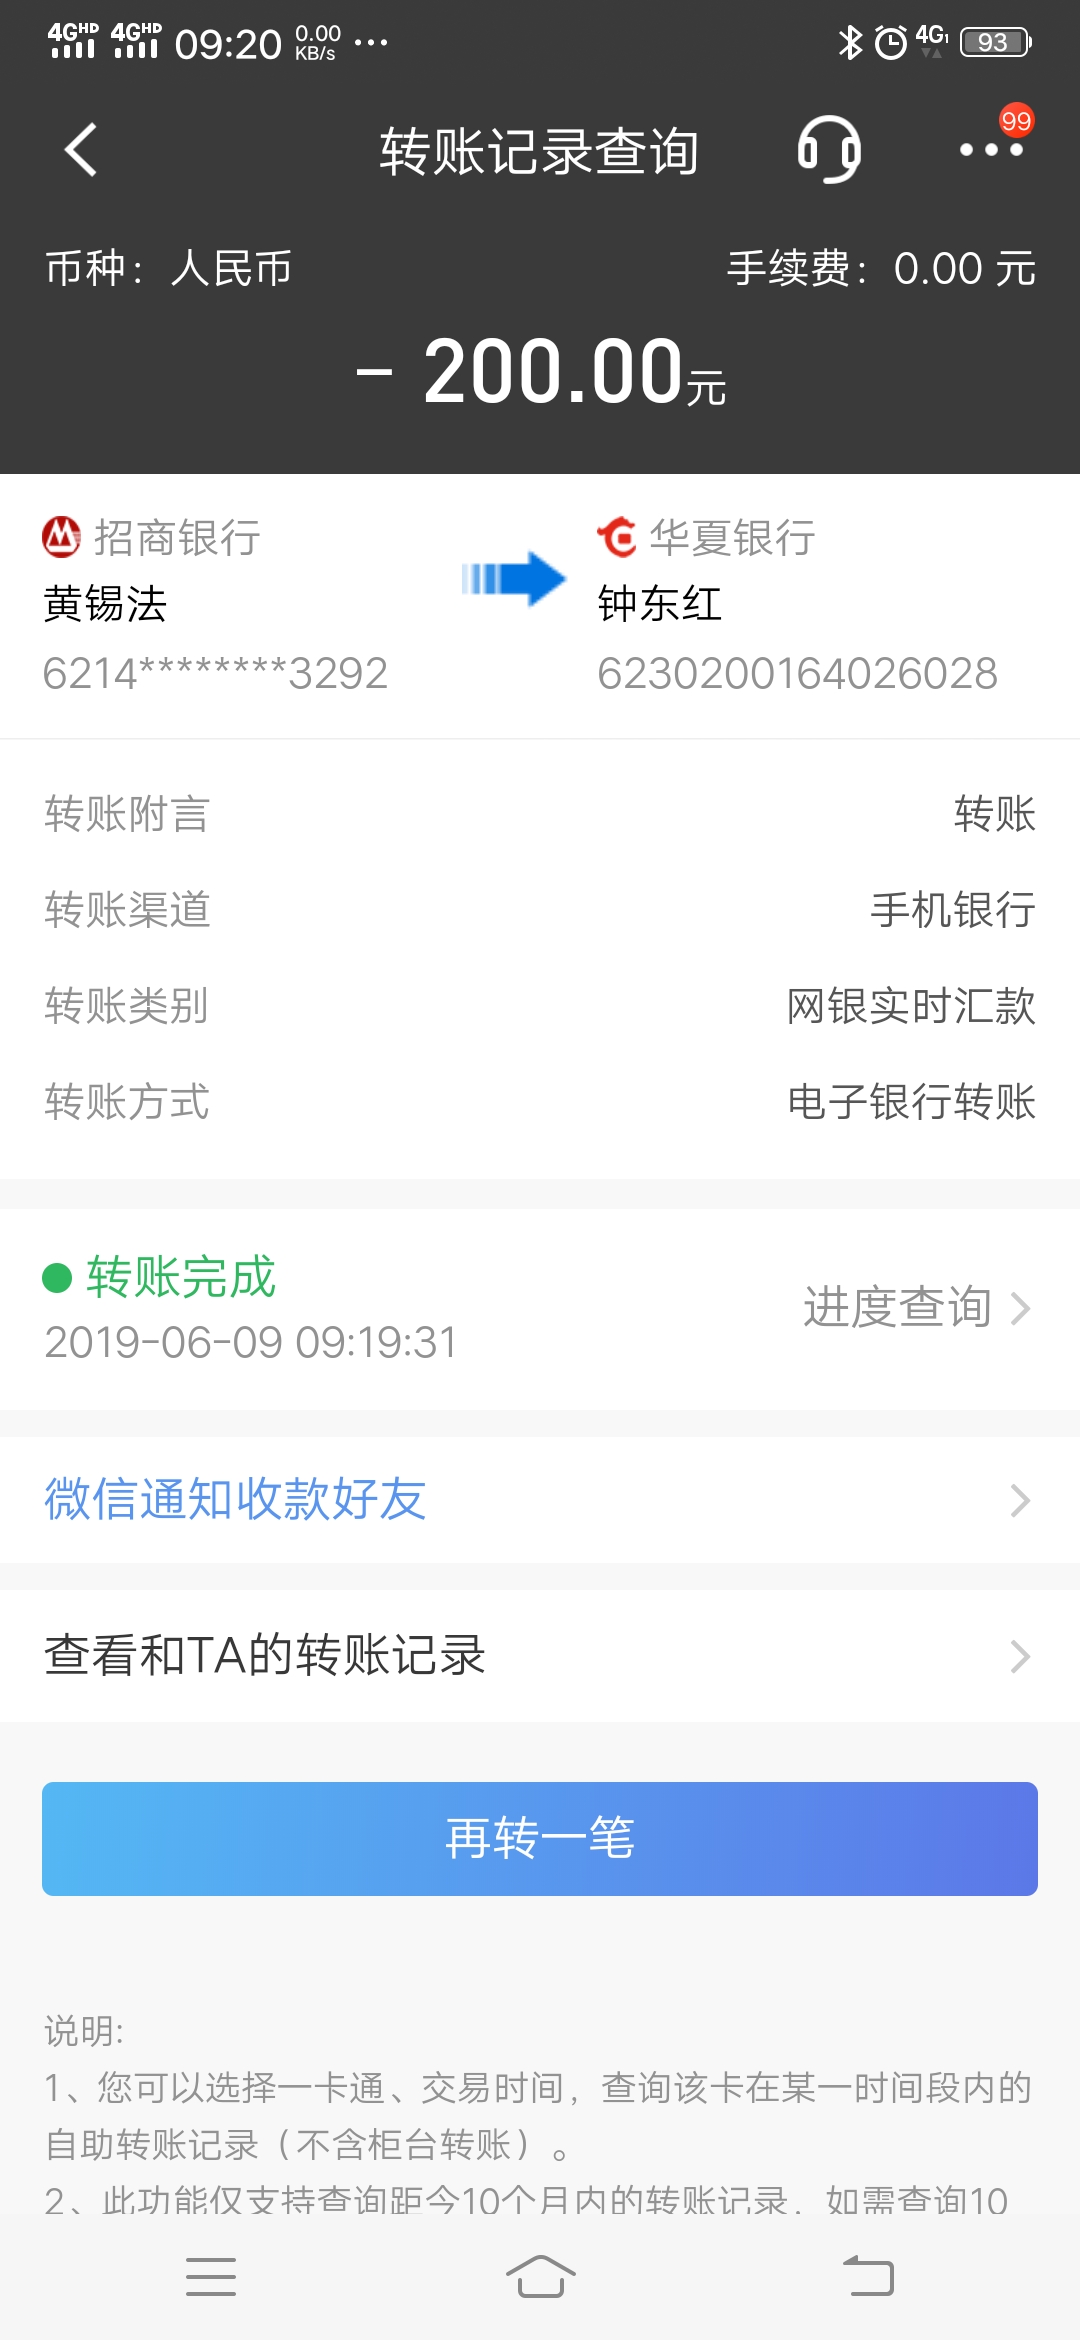 4GHD 4GHD 09:20 0.00 KB/s ··· 4G 93
转账记录查询 99
币种：人民币 手续费：0.00 元
- 200.00元
招商银行 华夏银行
黄锡法 钟东红
6214********3292 6230200164026028
转账附言 转账
转账渠道 手机银行
转账类别 网银实时汇款
转账方式 电子银行转账
转账完成
2019-06-09 09:19:31
进度查询
微信通知收款好友
查看和TA的转账记录
再转一笔
说明:
1、您可以选择一卡通、交易时间，查询该卡在某一时间段内的
自助转账记录（不含柜台转账）。
2、此功能仅支持查询距今10个月内的转账记录，如需查询10